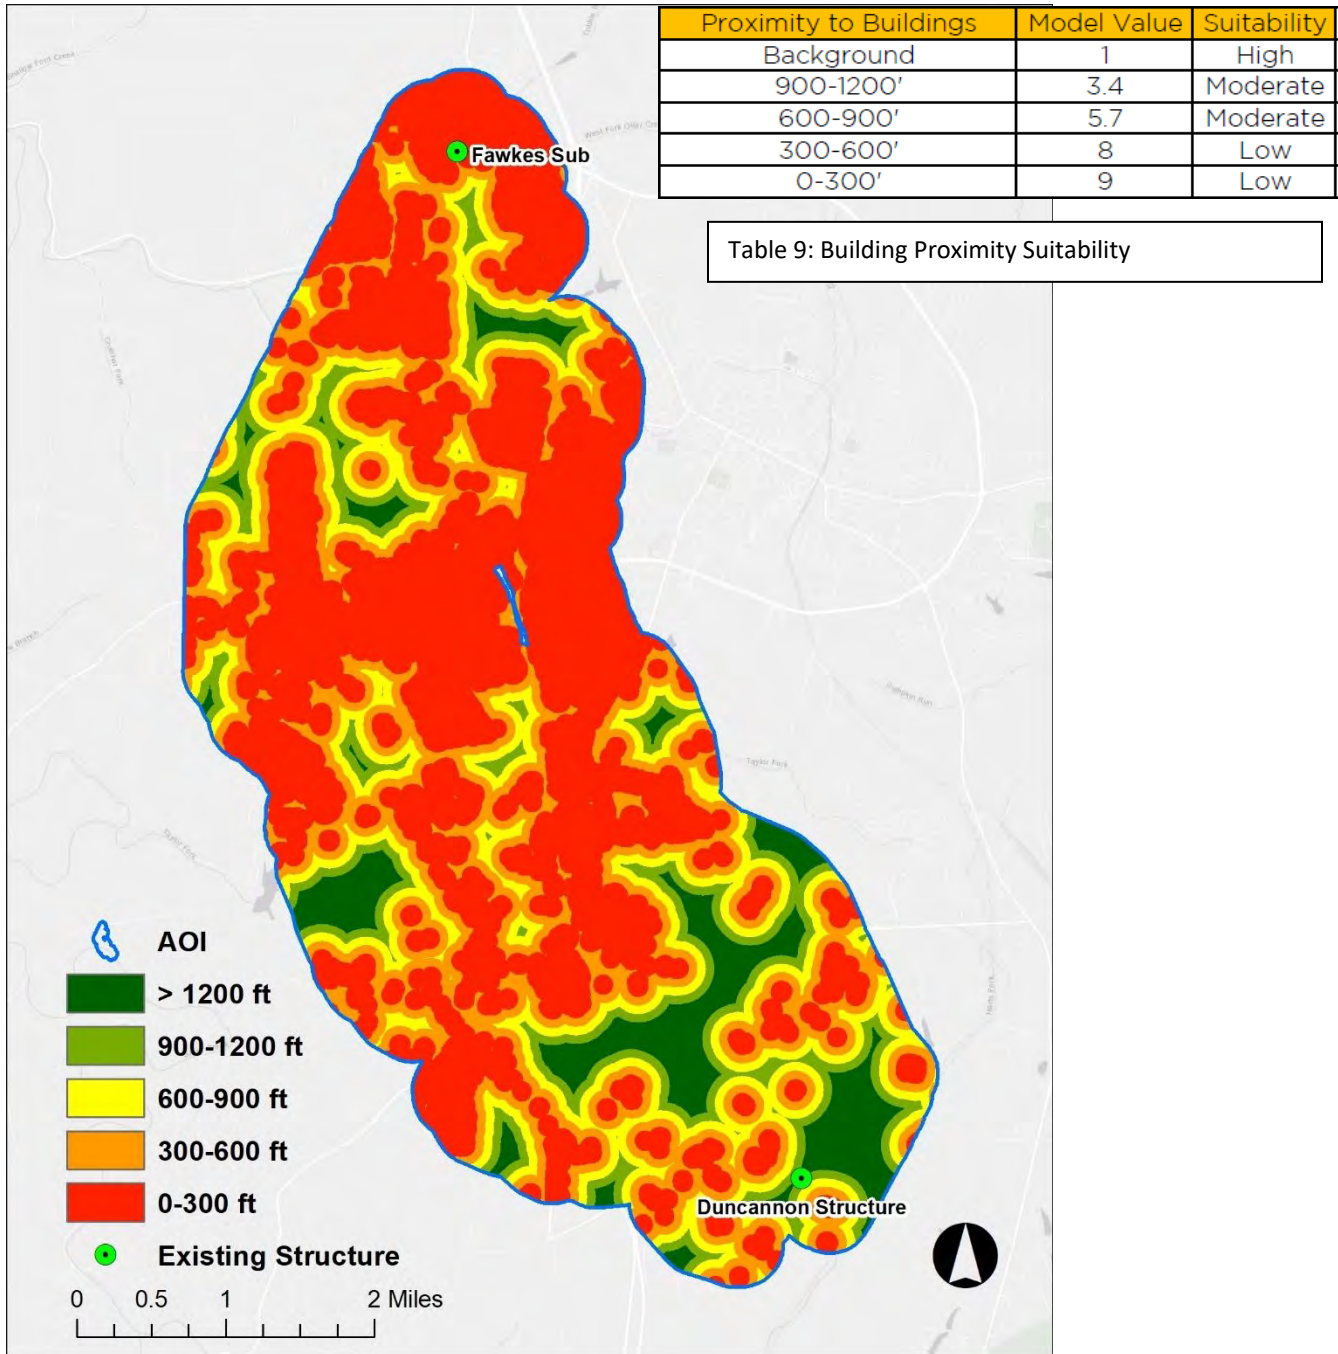 Proximity to Buildings Model Value Suitability
Background 1 High
900-1200' 3.4 Moderate
600-900' 5.7 Moderate
300-600' 8 Low
0-300' 9 Low
Table 9: Building Proximity Suitability
Fawkes Sub
Taylor Fork
Duncannon Structure
AOI
> 1200 ft
900-1200 ft
600-900 ft
300-600 ft
0-300 ft
Existing Structure
0 0.5 1 2 Miles